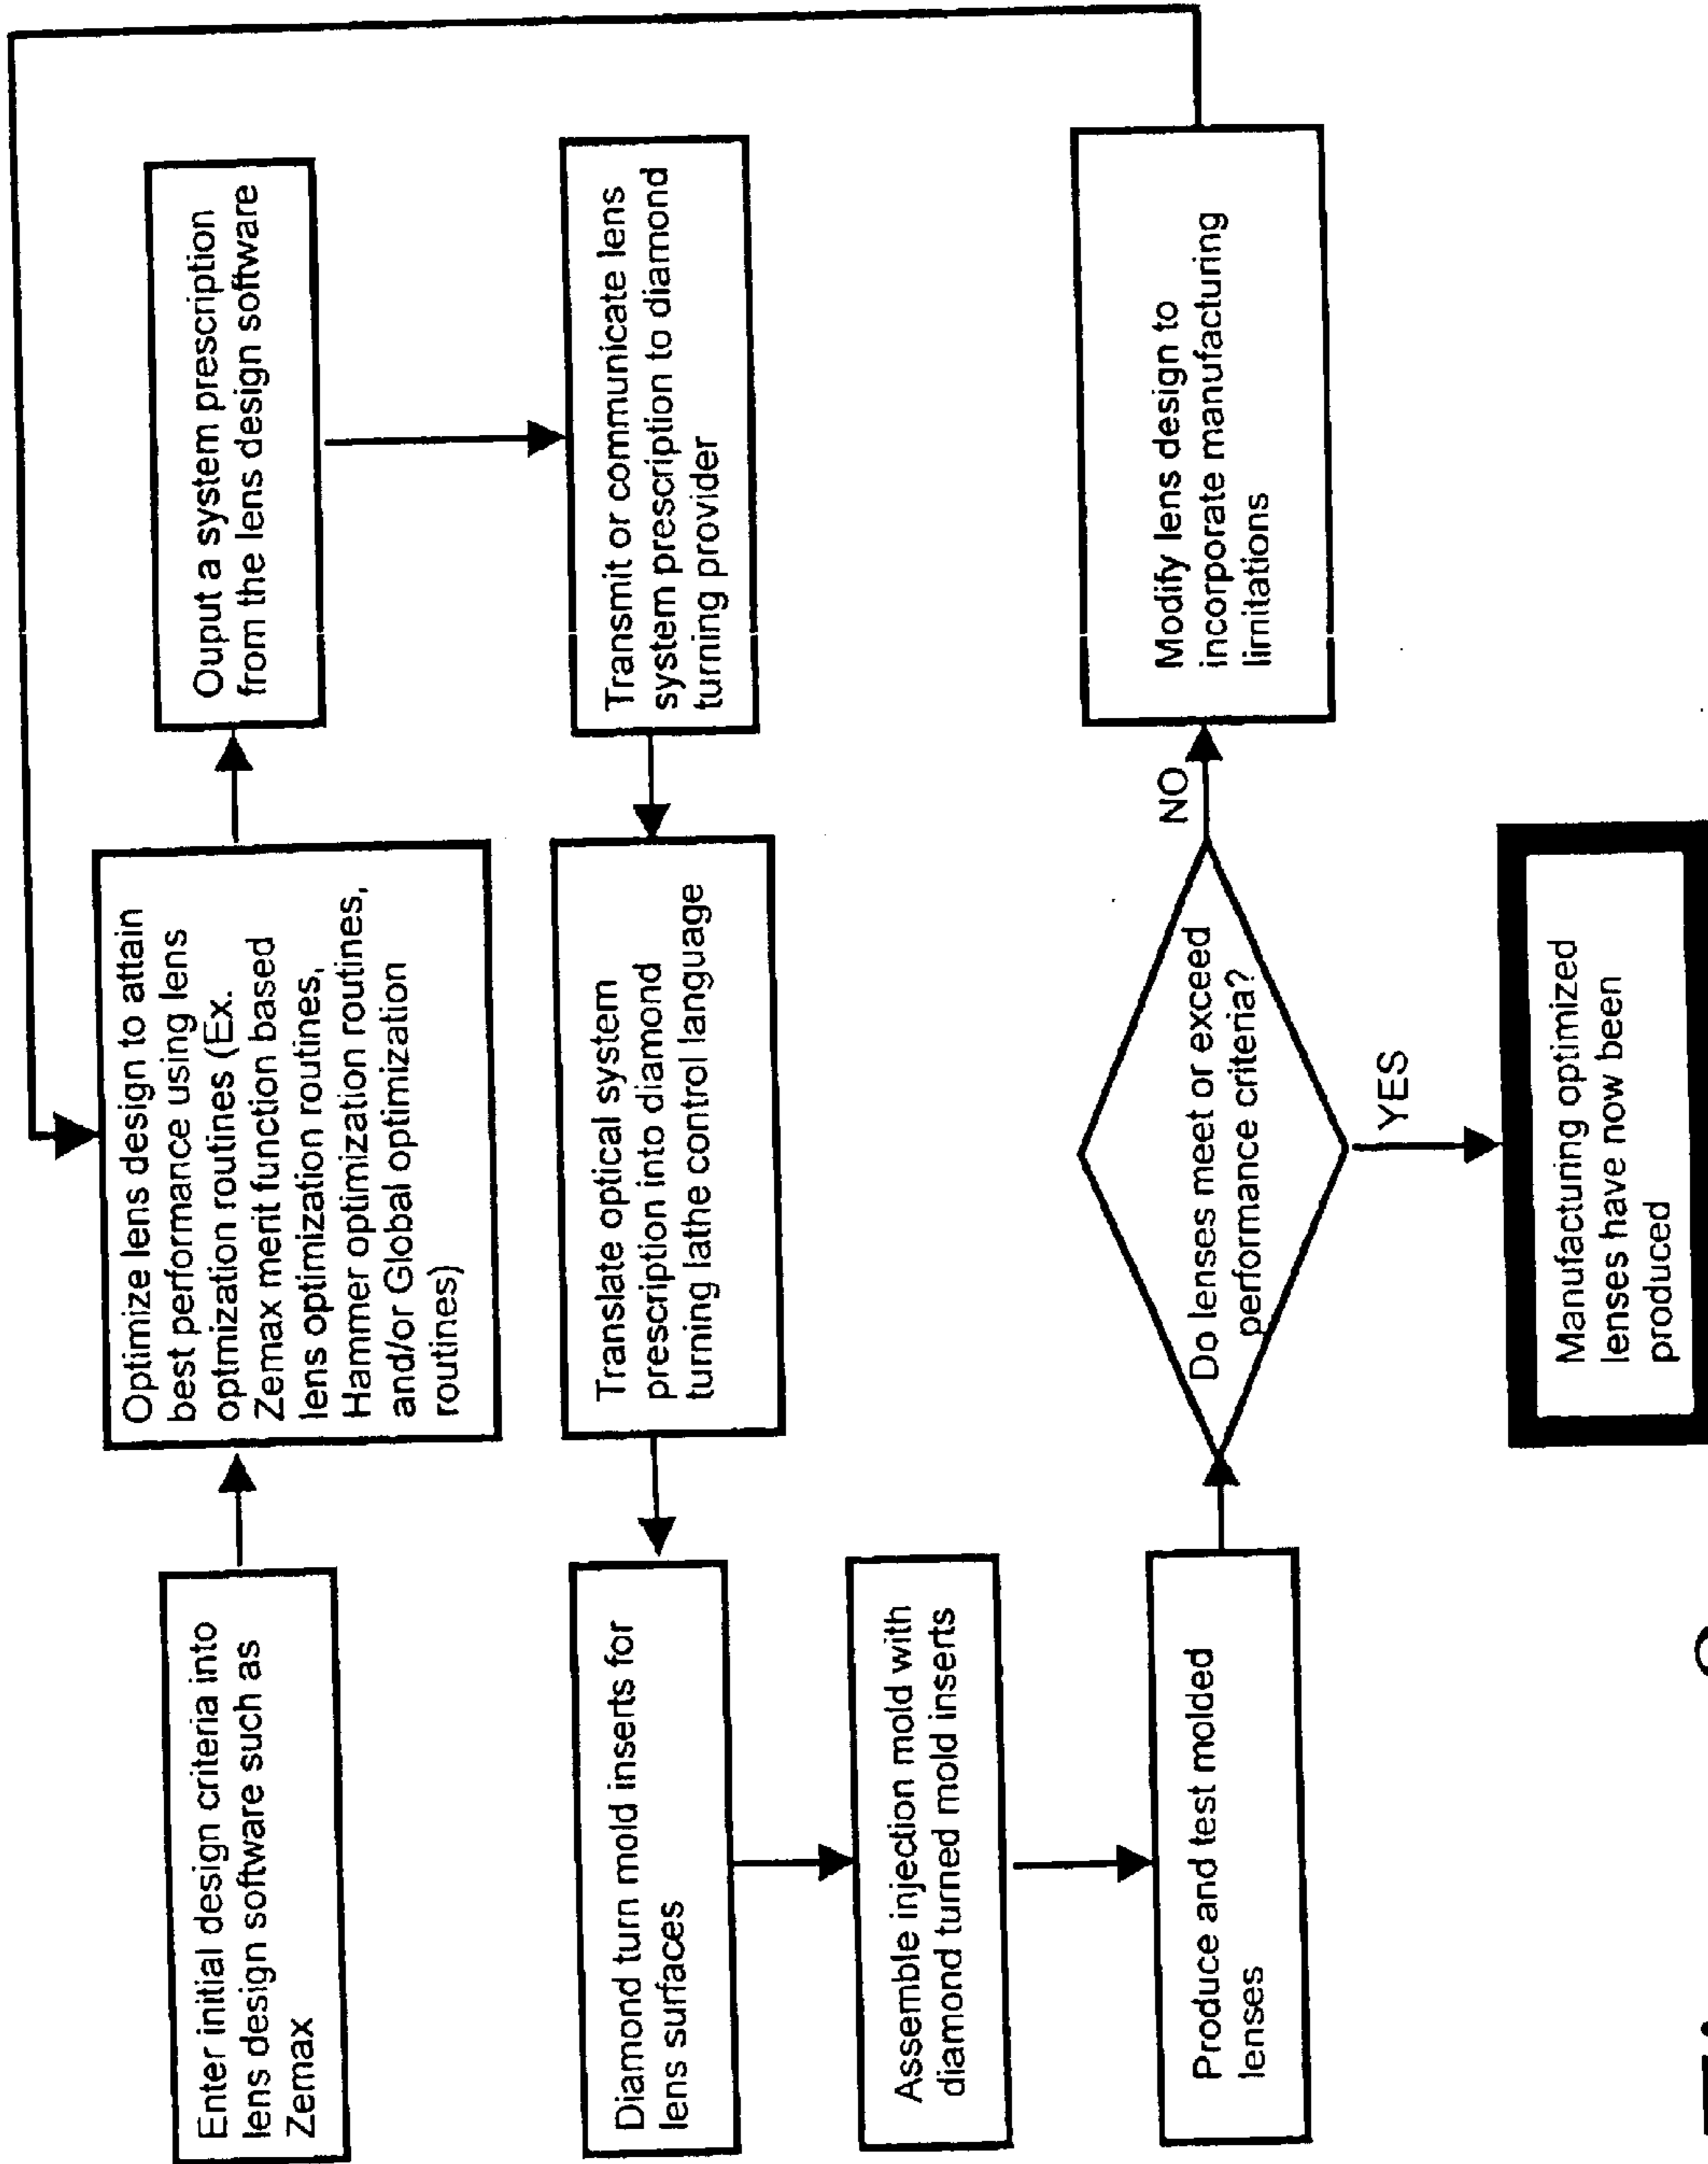 Enter initial design criteria into
lens design software such as
Zemax
Optimize lens design to attain
best performance using lens
optimization routines (Ex.
Zemax merit function based
lens optimization routines,
Hammer optimization routines,
and/or Global optimization
routines)
Ouput a system prescription
from the lens design software
Transmit or communicate lens
system prescription to diamond
turning provider
Translate optical system
prescription into diamond
turning lathe control language
Diamond turn mold inserts for
lens surfaces
Assemble injection mold with
diamond turned mold inserts
Produce and test molded
lenses
Do lenses meet or exceed
performance criteria?
NO
Modify lens design to
incorporate manufacturing
limitations
YES
Manufacturing optimized
lenses have now been
produced